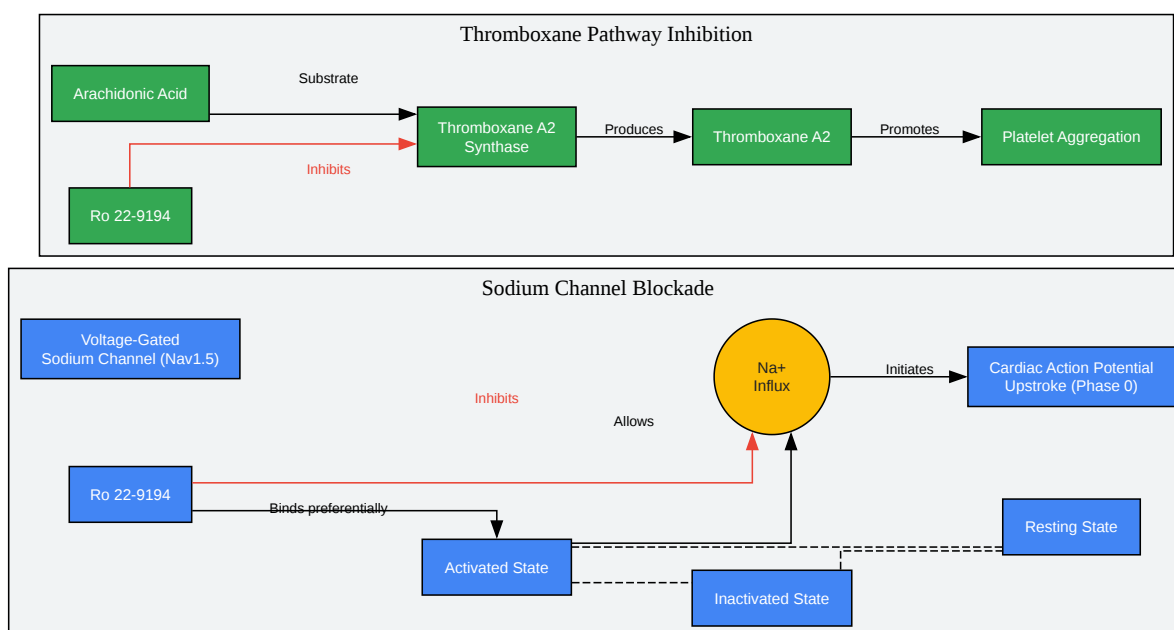 Thromboxane Pathway Inhibition
Arachidonic Acid
Substrate
Thromboxane A2
Synthase
Produces
Thromboxane A2
Promotes
Platelet Aggregation
Inhibits
Ro 22-9194
Sodium Channel Blockade
Voltage-Gated
Sodium Channel (Nav1.5)
Na+
Influx
Initiates
Cardiac Action Potential
Upstroke (Phase 0)
Inhibits
Allows
Ro 22-9194
Binds preferentially
Resting State
Activated State
Inactivated State